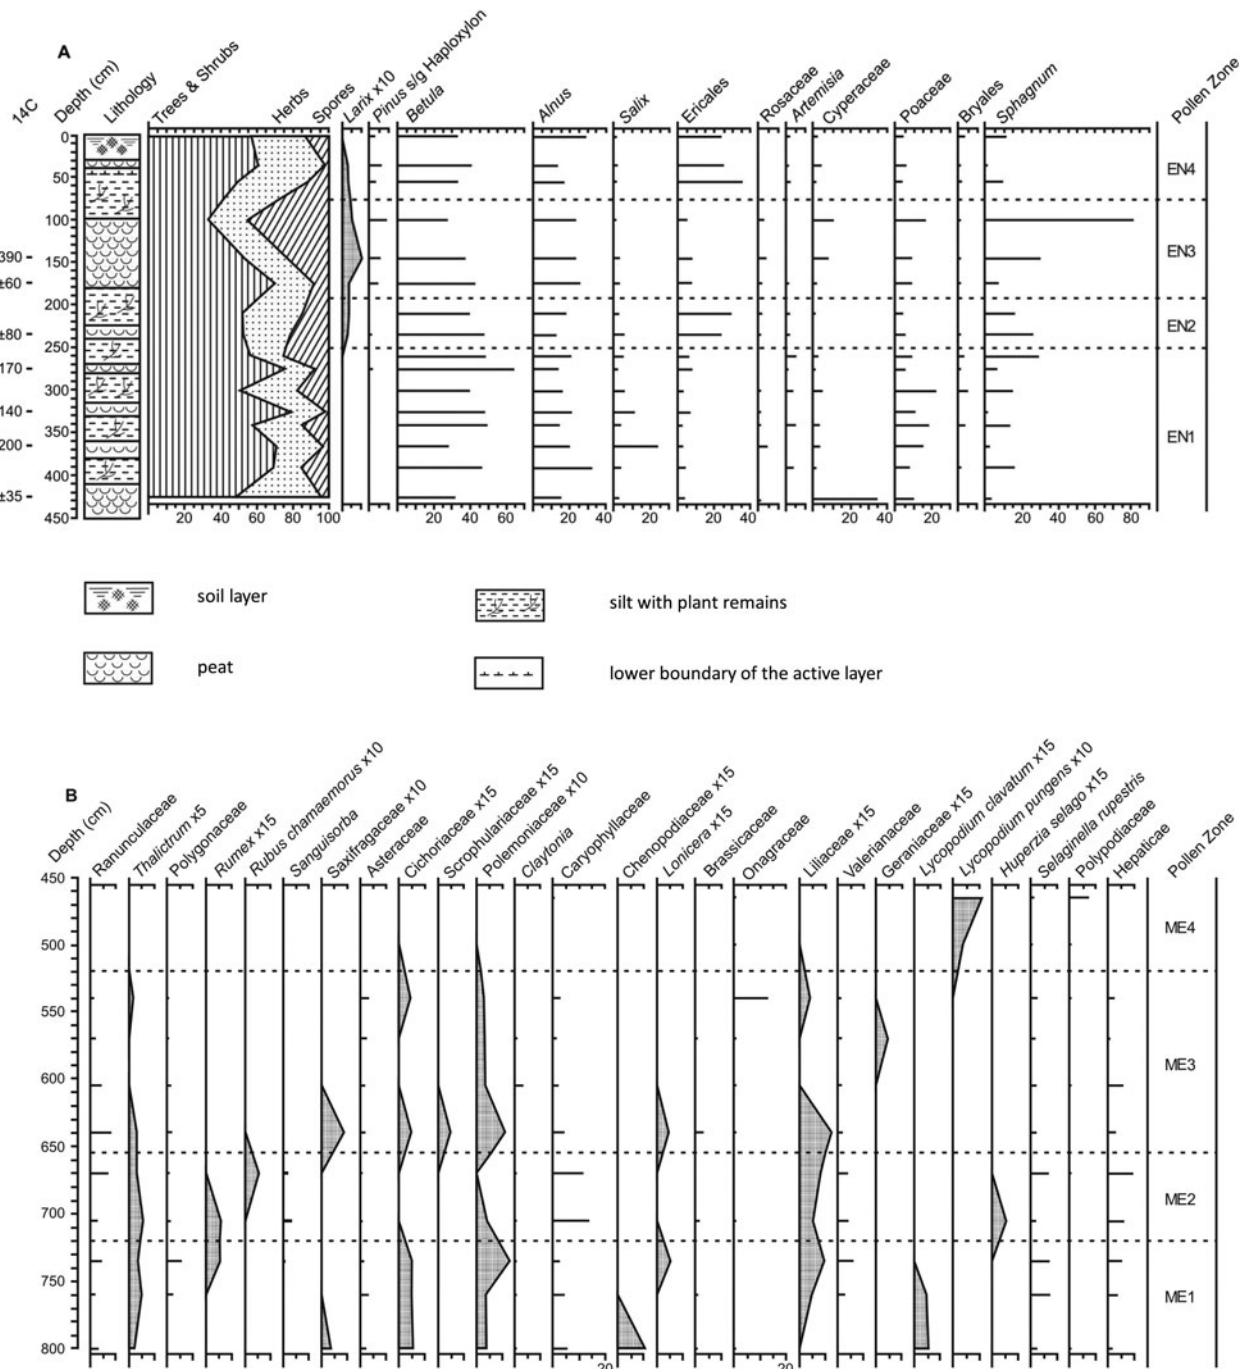 A
14C
Depth (cm)
Lithology
Trees & Shrubs
Herbs
Spores
Larix x10
Pinus s/g Haploxylon
Betula
Alnus
Salix
Ericales
Rosaceae
Artemisia
Cyperaceae
Poaceae
Bryales
Sphagnum
Pollen Zone
0
50
100
150
200
250
300
350
400
450
390
±60
±80
170
140
200
±35
EN4
EN3
EN2
EN1
20 40 60 80 100
20 40 60
20 40
20
20 40
20 40
20
20 40 60 80
soil layer
silt with plant remains
peat
lower boundary of the active layer
B
Depth (cm)
Ranunculaceae
Thalictrum x5
Polygonaceae
Rumex x15
Rubus chamaemorus x10
Sanguisorba
Saxifragaceae x10
Asteraceae
Cichoriaceae x15
Scrophulariaceae x15
Polemoniaceae x10
Claytonia
Caryophyllaceae
Chenopodiaceae x15
Lonicera x15
Brassicaceae
Onagraceae
Liliaceae x15
Valerianaceae
Geraniaceae x15
Lycopodium clavatum x15
Lycopodium pungens x10
Huperzia selago x15
Selaginella rupestris
Polypodiaceae
Hepaticae
Pollen Zone
450
500
550
600
650
700
750
800
ME4
ME3
ME2
ME1
20
20